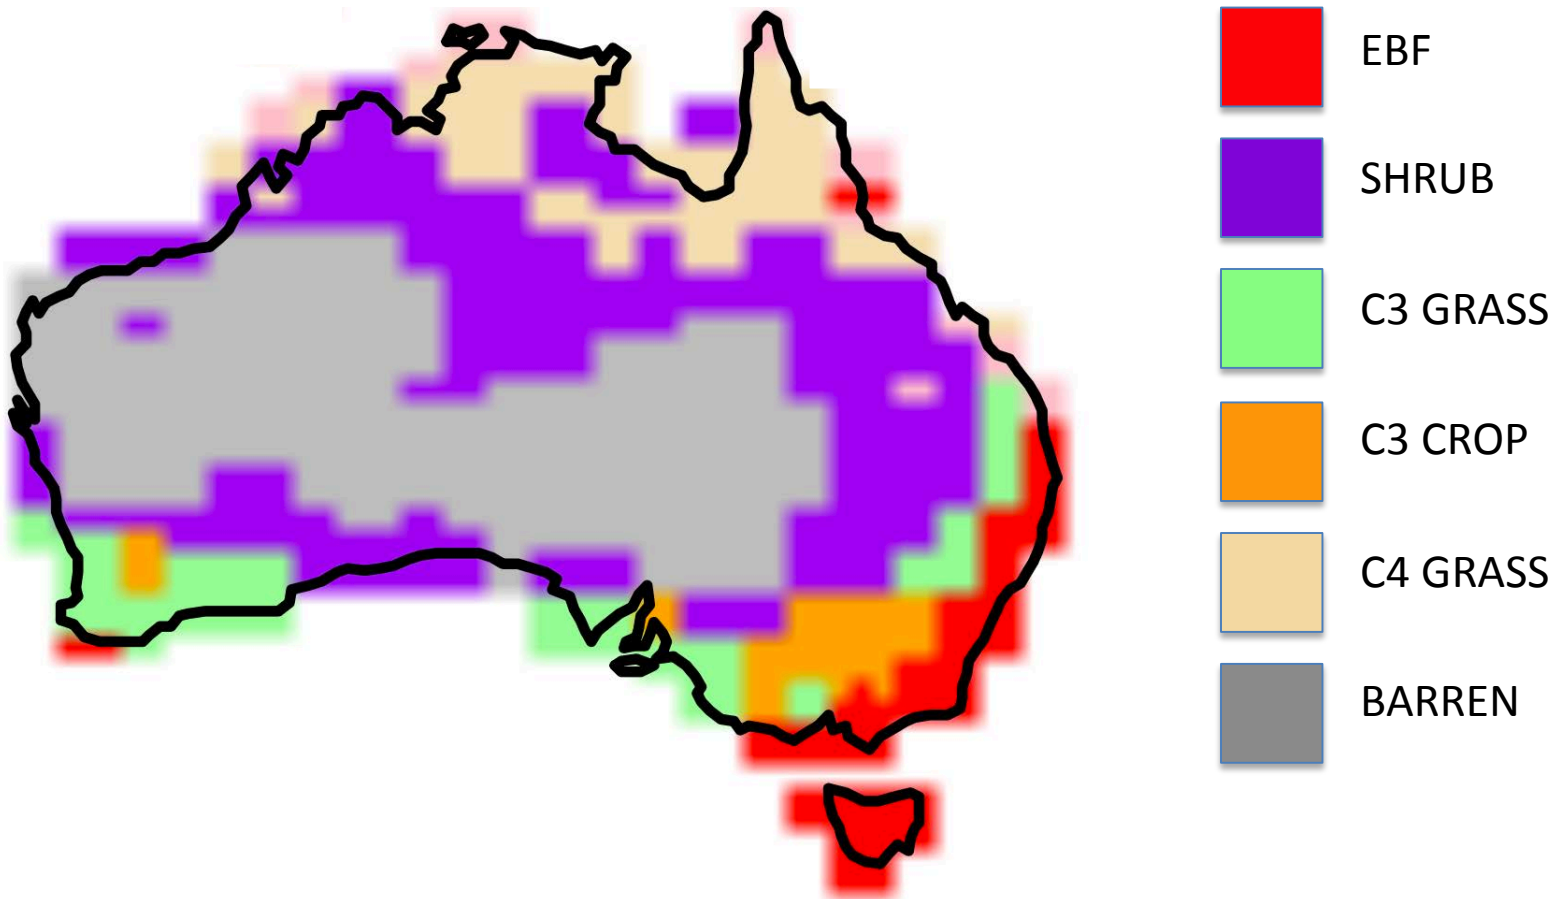 EBF
SHRUB
C3 GRASS
C3 CROP
C4 GRASS
BARREN